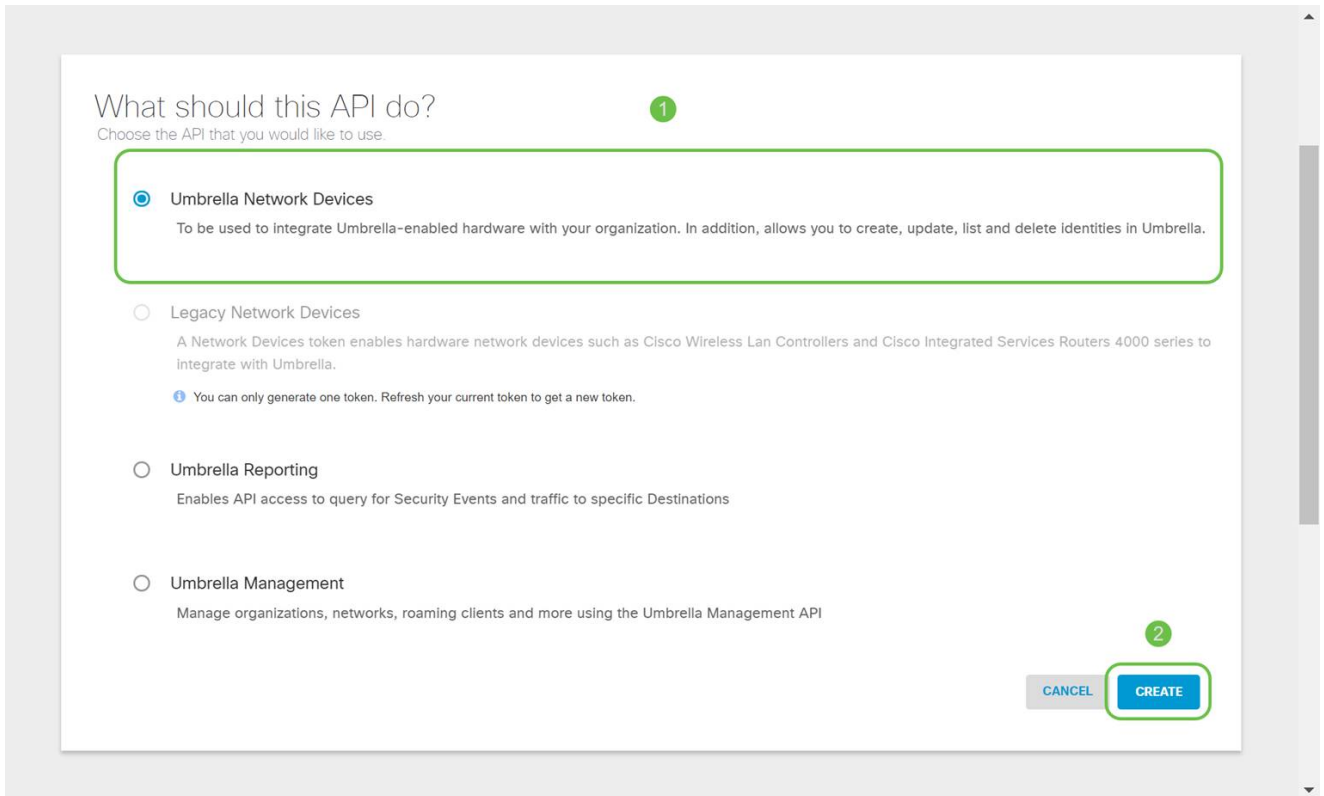 What should this API do?
1
Choose the API that you would like to use.
Umbrella Network Devices
To be used to integrate Umbrella-enabled hardware with your organization. In addition, allows you to create, update, list and delete identities in Umbrella.
Legacy Network Devices
A Network Devices token enables hardware network devices such as Cisco Wireless Lan Controllers and Cisco Integrated Services Routers 4000 series to
integrate with Umbrella.
You can only generate one token. Refresh your current token to get a new token.
Umbrella Reporting
Enables API access to query for Security Events and traffic to specific Destinations
Umbrella Management
Manage organizations, networks, roaming clients and more using the Umbrella Management API
2
CANCEL CREATE